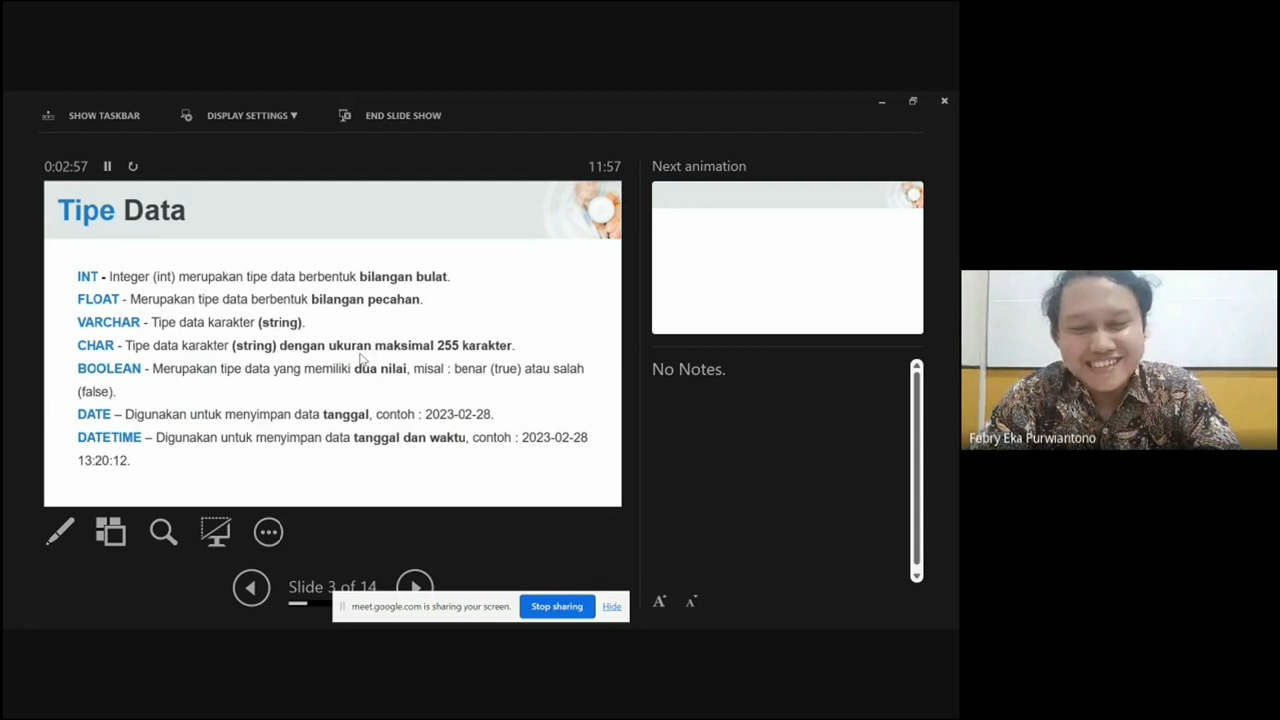 SHOW TASKBAR
DISPLAY SETTINGS ▼
END SLIDE SHOW
0:02:57
11:57
Next animation
Tipe Data
INT - Integer (int) merupakan tipe data berbentuk bilangan bulat.
FLOAT - Merupakan tipe data berbentuk bilangan pecahan.
VARCHAR - Tipe data karakter (string).
CHAR - Tipe data karakter (string) dengan ukuran maksimal 255 karakter.
BOOLEAN - Merupakan tipe data yang memiliki dua nilai, misal : benar (true) atau salah
(false).
DATE – Digunakan untuk menyimpan data tanggal, contoh : 2023-02-28.
DATETIME – Digunakan untuk menyimpan data tanggal dan waktu, contoh : 2023-02-28
13:20:12.
No Notes.
Febry Eka Purwiantono
Slide 3 of 14
meet.google.com is sharing your screen.
Stop sharing
Hide
A A